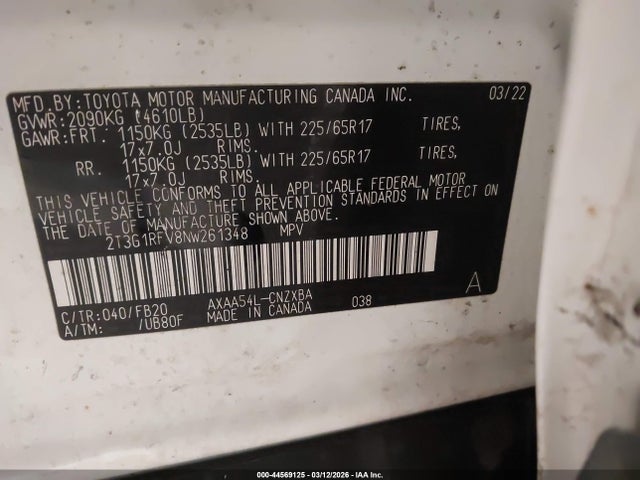 MFD.BY:TOYOTA MOTOR MANUFACTURING CANADA INC. 03/22
GVWR:2090KG (4610LB)
GAWR:FRT. 1150KG (2535LB) WITH 225/65R17 TIRES,
17x7.0J RIMS.
RR. 1150KG (2535LB) WITH 225/65R17 TIRES,
17x7.0J RIMS.
THIS VEHICLE CONFORMS TO ALL APPLICABLE FEDERAL MOTOR
VEHICLE SAFETY AND THEFT PREVENTION STANDARDS IN EFFECT ON
THE DATE OF MANUFACTURE SHOWN ABOVE.
2T3G1RFV8NW261348 MPV
C/TR:040/FB20 AXAA54L-CNZXBA 038 A
A/TM: /UB80F MADE IN CANADA
000-44569125 - 03/12/2026 - IAA Inc.